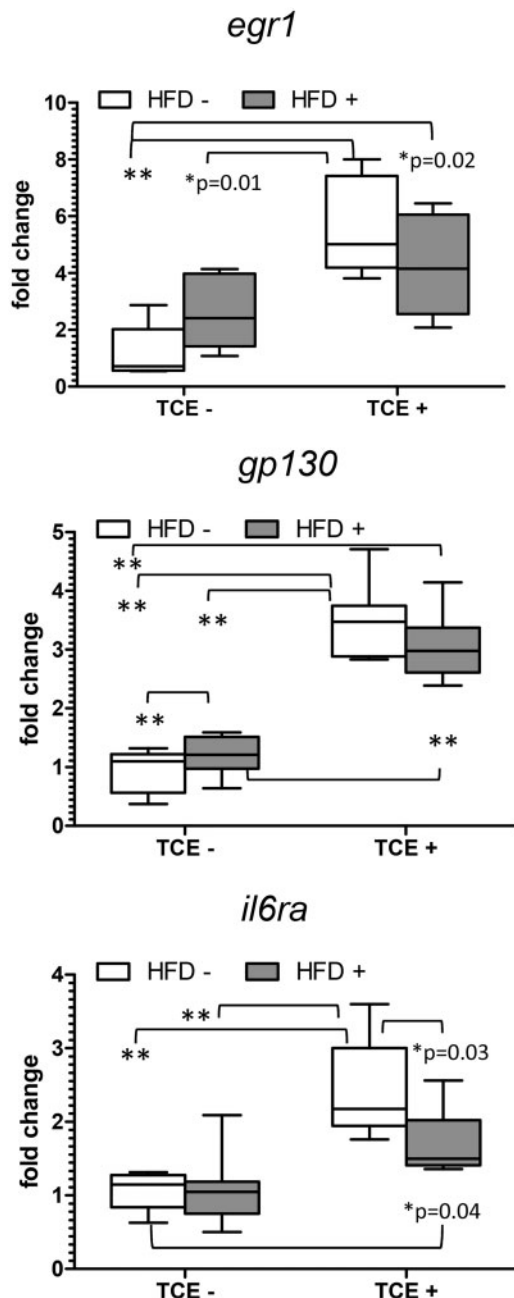 egr1
HFD - HFD +
10
8
6
4
2
0
fold change
** *p=0.01 *p=0.02
TCE - TCE +
gp130
HFD - HFD +
5
4
3
2
1
0
fold change
**
** **
** **
TCE - TCE +
il6ra
HFD - HFD +
4
3
2
1
0
fold change
**
** *p=0.03
*p=0.04
TCE - TCE +